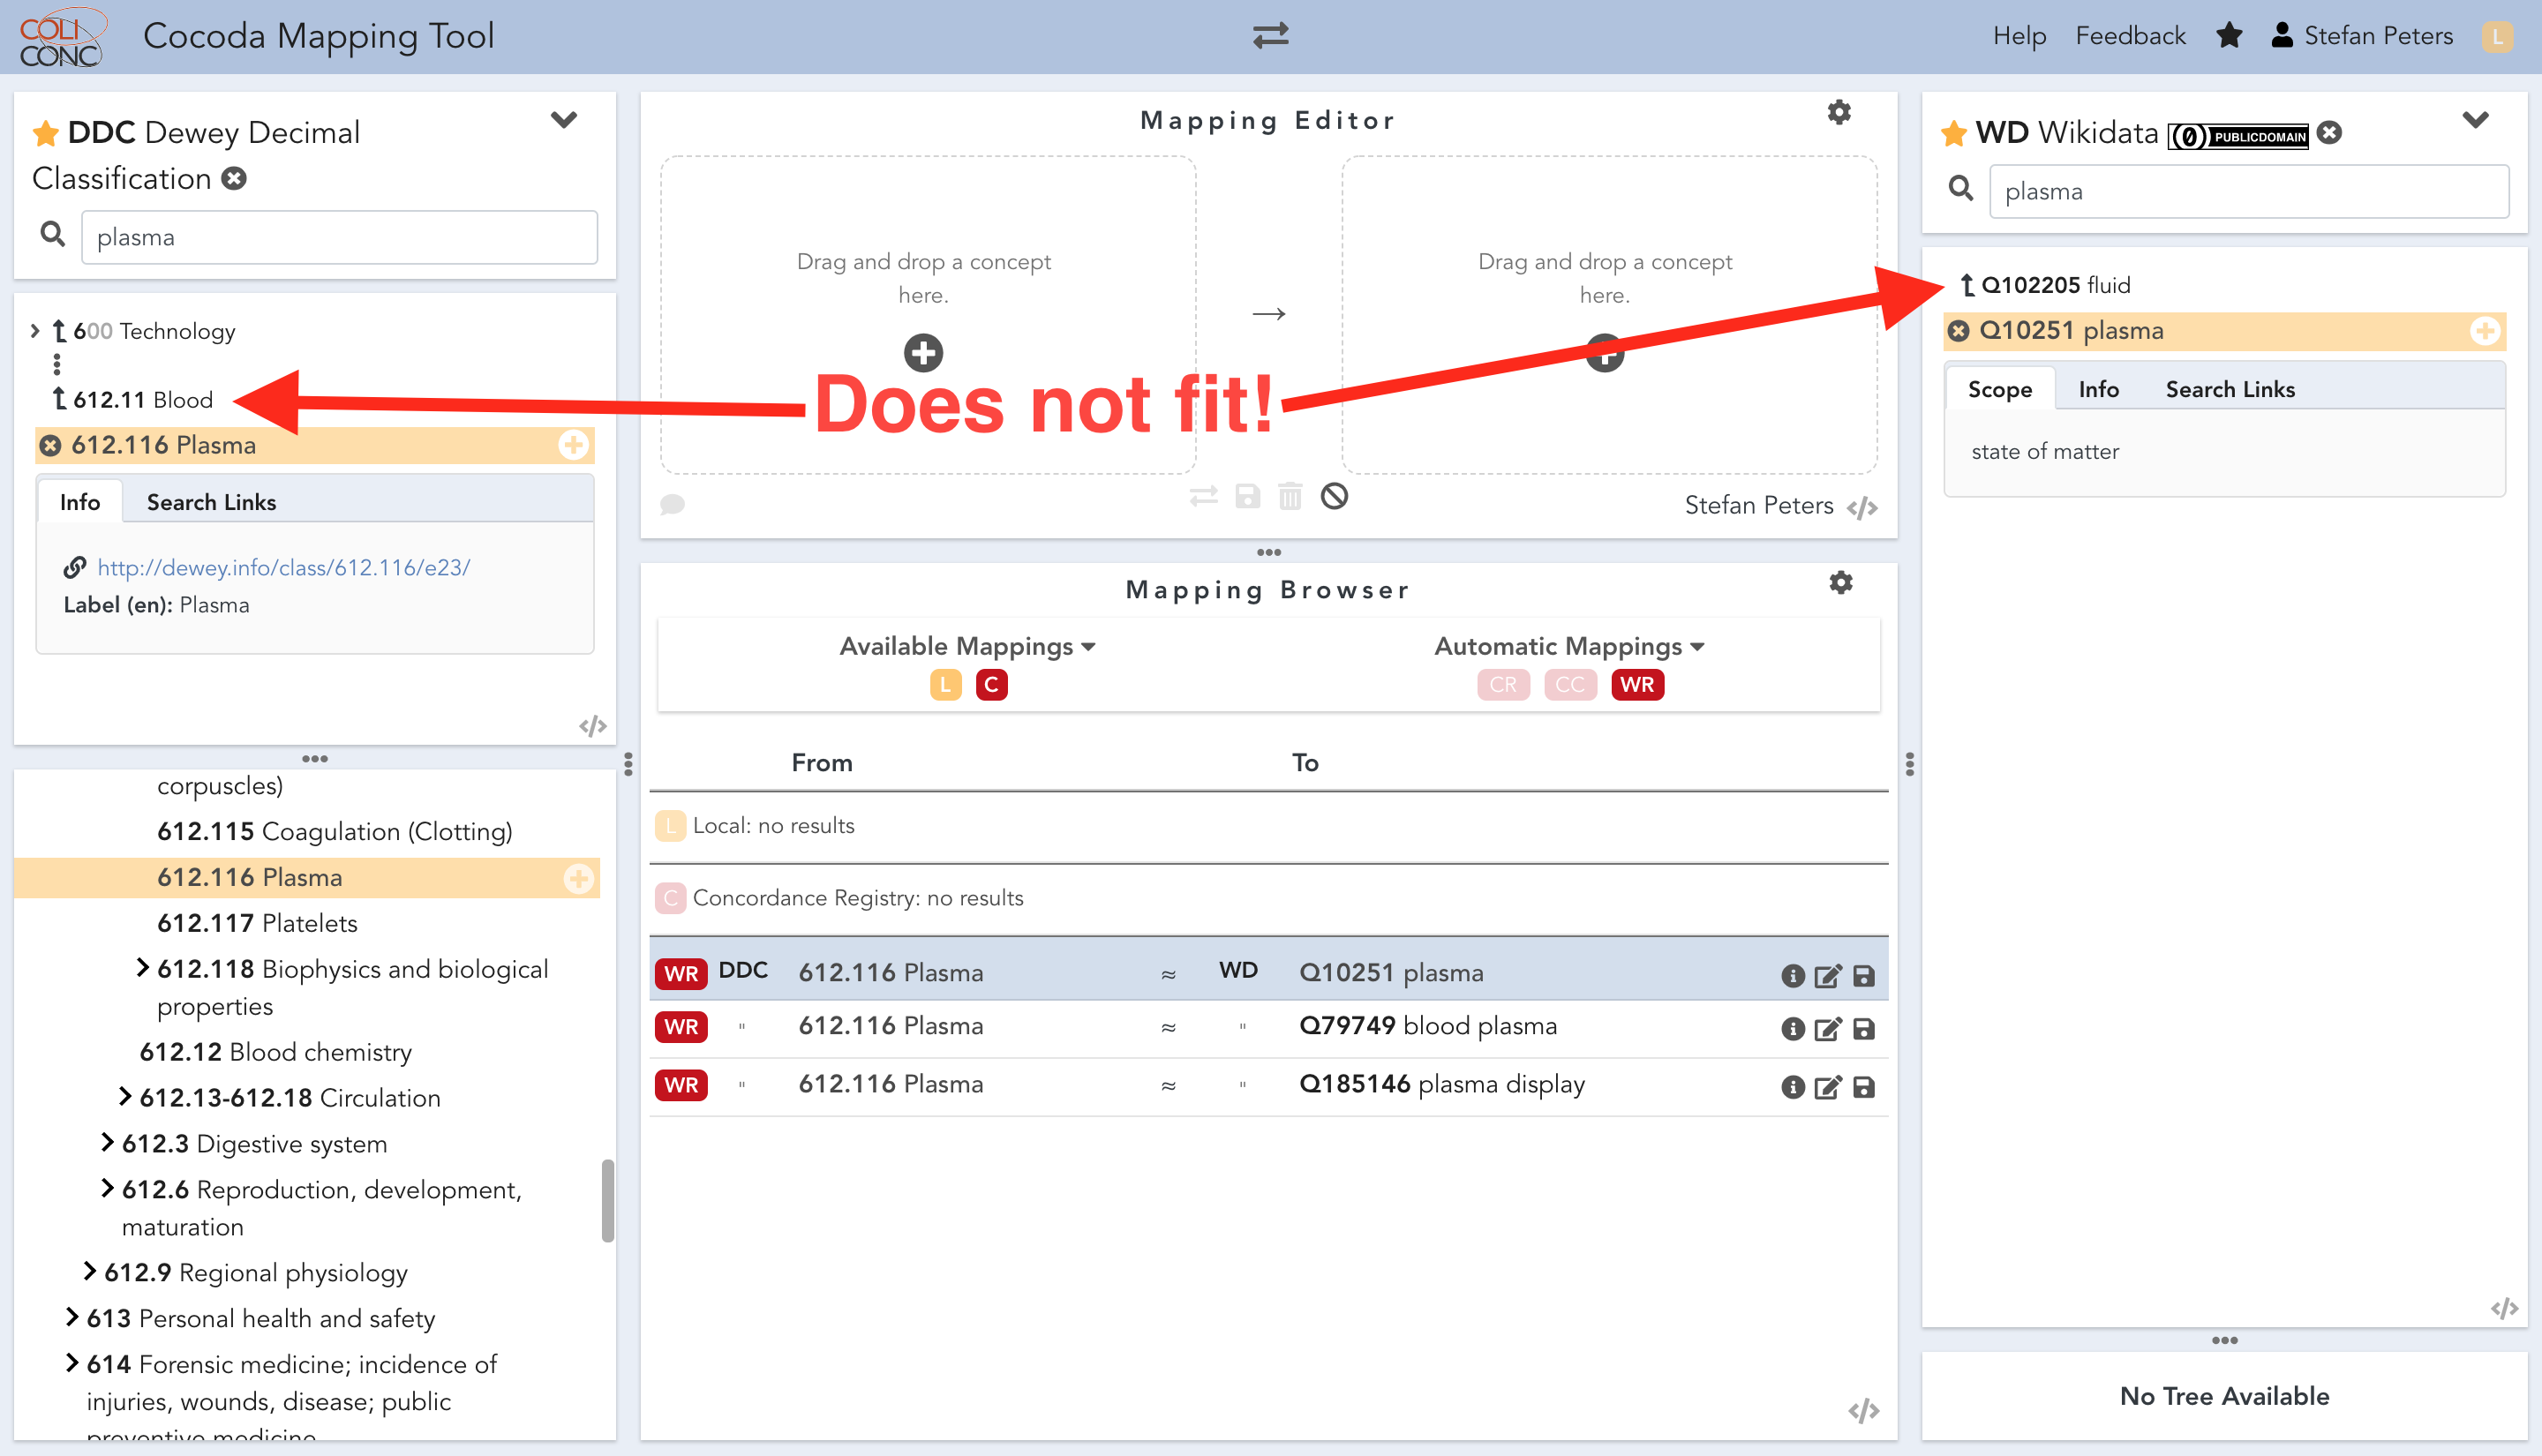 COLI
CONC
Cocoda Mapping Tool
Help
Feedback
Stefan Peters
L
DDC Dewey Decimal
Classification
plasma
600 Technology
612.11 Blood
612.116 Plasma
Info
Search Links
http://dewey.info/class/612.116/e23/
Label (en): Plasma
corpuscles)
612.115 Coagulation (Clotting)
612.116 Plasma
612.117 Platelets
612.118 Biophysics and biological
properties
612.12 Blood chemistry
612.13-612.18 Circulation
612.3 Digestive system
612.6 Reproduction, development,
maturation
612.9 Regional physiology
613 Personal health and safety
614 Forensic medicine; incidence of
injuries, wounds, disease; public
preventive medicine
Mapping Editor
Drag and drop a concept
here.
→
Drag and drop a concept
here.
Does not fit!
Stefan Peters </>
Mapping Browser
Available Mappings
L C
Automatic Mappings
CR CC WR
From To
L Local: no results
C Concordance Registry: no results
WR DDC 612.116 Plasma ≈ WD Q10251 plasma
WR " 612.116 Plasma ≈ " Q79749 blood plasma
WR " 612.116 Plasma ≈ " Q185146 plasma display
WD Wikidata PUBLICDOMAIN
plasma
Q102205 fluid
Q10251 plasma
Scope
Info
Search Links
state of matter
No Tree Available